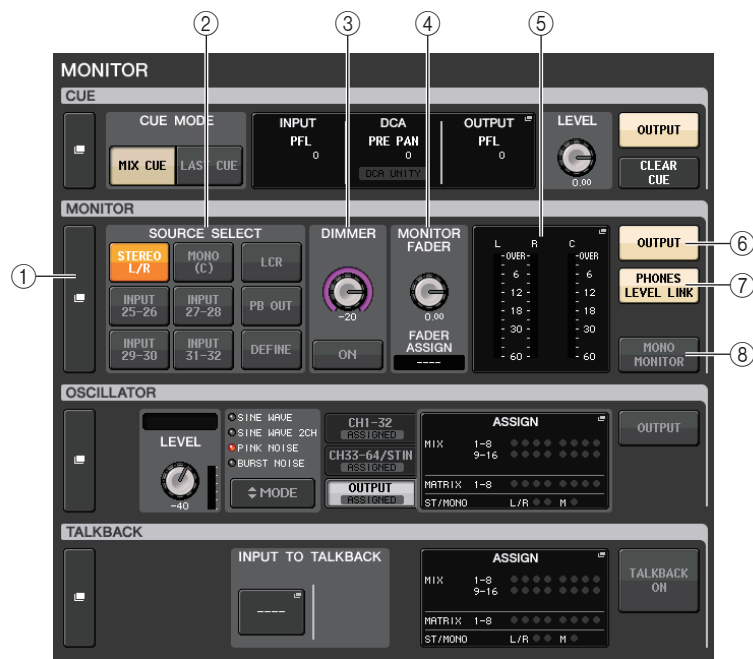 ② ③ ④ ⑤
MONITOR
CUE
CUE MODE
MIX CUE
LAST CUE
INPUT
PFL
0
DCA
PRE PAN
0
DCA UNITY
OUTPUT
PFL
0
LEVEL
0.00
OUTPUT
CLEAR
CUE
MONITOR
①
SOURCE SELECT
STEREO
L/R
MONO
(C)
LCR
INPUT
25-26
INPUT
27-28
PB OUT
INPUT
29-30
INPUT
31-32
DEFINE
DIMMER
-20
ON
MONITOR
FADER
0.00
FADER
ASSIGN
----
L R C
-OVER- -OVER
- 6 - - 6
- 12 - - 12
- 18 - - 18
- 30 - - 30
- 60 - - 60
OUTPUT
⑥
PHONES
LEVEL LINK
⑦
MONO
MONITOR
⑧
OSCILLATOR
LEVEL
-40
SINE WAVE
SINE WAVE 2CH
PINK NOISE
BURST NOISE
MODE
CH1-32
ASSIGNED
CH33-64/STIN
ASSIGNED
OUTPUT
ASSIGNED
ASSIGN
MIX 1-8
9-16
MATRIX 1-8
ST/MONO L/R M
OUTPUT
TALKBACK
INPUT TO TALKBACK
----
ASSIGN
MIX 1-8
9-16
MATRIX 1-8
ST/MONO L/R M
TALKBACK
ON